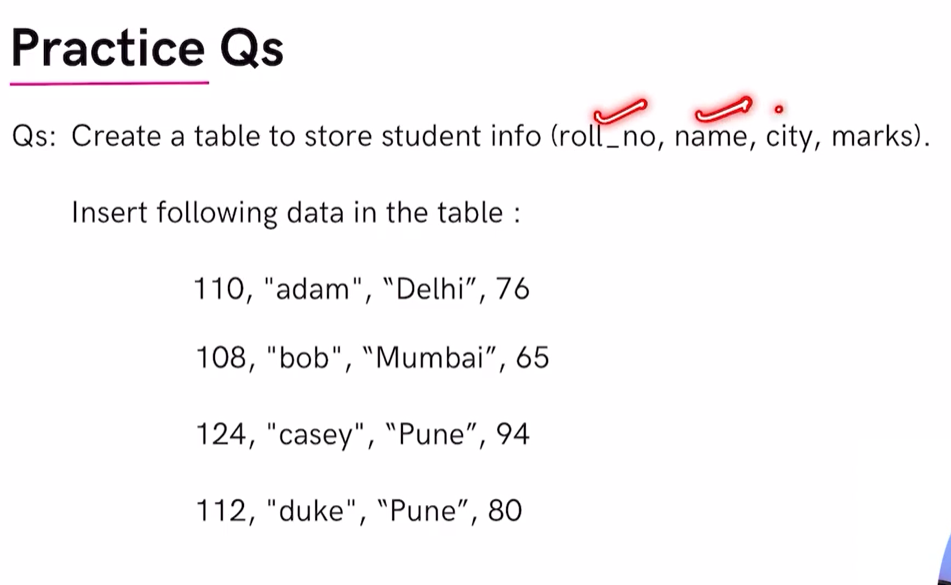 Practice Qs
Qs: Create a table to store student info (roll_no, name, city, marks).
Insert following data in the table :
110, "adam", “Delhi”, 76
108, "bob", “Mumbai”, 65
124, "casey", “Pune”, 94
112, "duke", “Pune”, 80